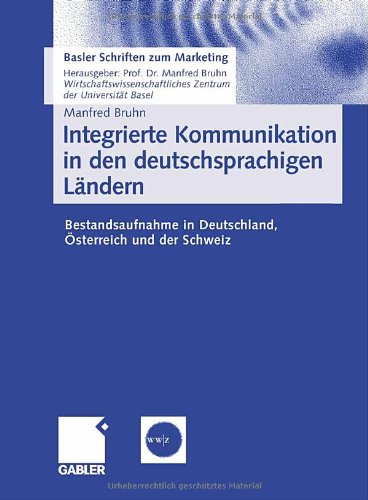 Basler Schriften zum Marketing
Herausgeber: Prof. Dr. Manfred Bruhn
Wirtschaftswissenschaftliches Zentrum
der Universität Basel
Manfred Bruhn
Integrierte Kommunikation
in den deutschsprachigen
Ländern
Bestandsaufnahme in Deutschland,
Österreich und der Schweiz
ww|z
GABLER
Urheberrechtlich geschütztes Material